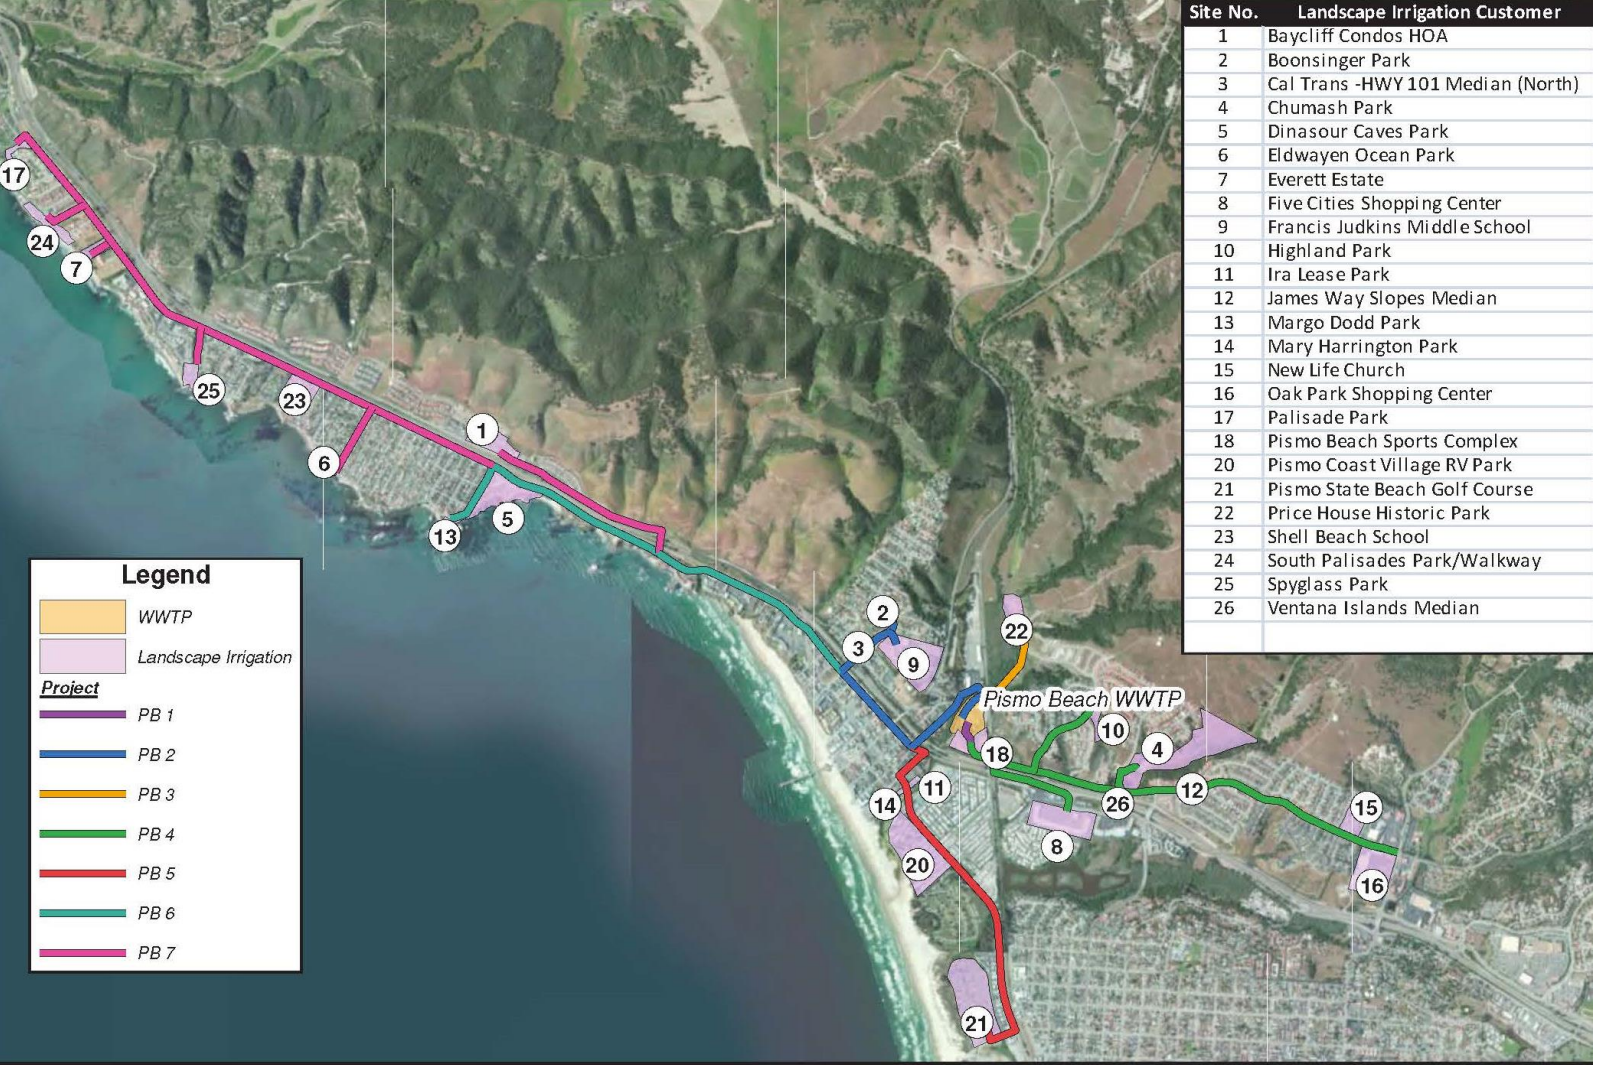 Site No. Landscape Irrigation Customer
1 Baycliff Condos HOA
2 Boonsinger Park
3 Cal Trans -HWY 101 Median (North)
4 Chumash Park
5 Dinasour Caves Park
6 Eldwayen Ocean Park
7 Everett Estate
8 Five Cities Shopping Center
9 Francis Judkins Middle School
10 Highland Park
11 Ira Lease Park
12 James Way Slopes Median
13 Margo Dodd Park
14 Mary Harrington Park
15 New Life Church
16 Oak Park Shopping Center
17 Palisade Park
18 Pismo Beach Sports Complex
20 Pismo Coast Village RV Park
21 Pismo State Beach Golf Course
22 Price House Historic Park
23 Shell Beach School
24 South Palisades Park/Walkway
25 Spyglass Park
26 Ventana Islands Median
17
24
7
25
23
1
6
5
13
2
22
3
9
Pismo Beach WWTP
10
4
18
11
12
26
14
15
8
20
16
21
Legend
WWTP
Landscape Irrigation
Project
PB 1
PB 2
PB 3
PB 4
PB 5
PB 6
PB 7